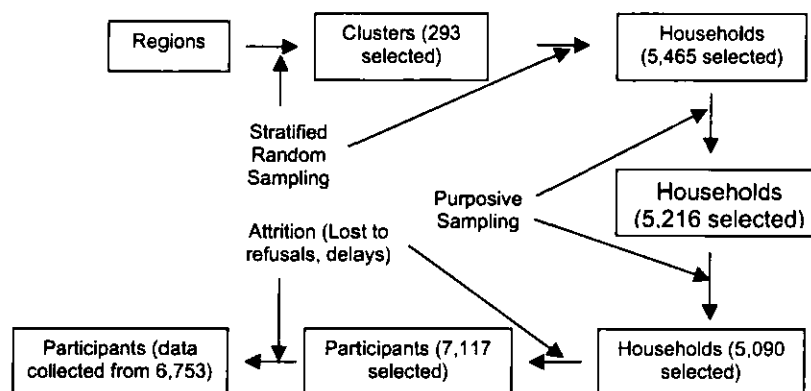 Regions
Clusters (293
selected)
Households
(5,465 selected)
Stratified
Random
Sampling
Purposive
Sampling
Households
(5,216 selected)
Attrition (Lost to
refusals, delays)
Participants (data
collected from 6,753)
Participants (7,117
selected)
Households (5,090
selected)